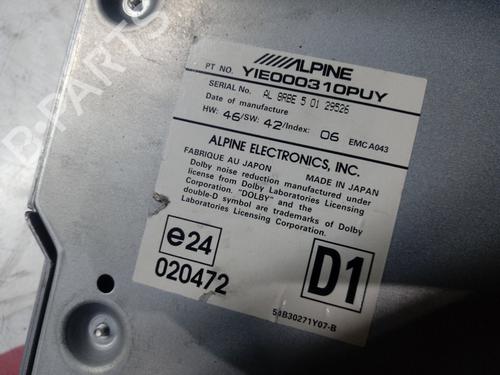 ALPINE
PT NO. YIE000310PUY
SERIAL No. AL 8RBE 5 01 29526
Date of manufacture
HW: 46/SW: 42/Index: 06 EMCA043
ALPINE ELECTRONICS, INC.
FABRIQUE AU JAPON MADE IN JAPAN
Dolby noise reduction manufactured under
license from Dolby Laboratories Licensing
Corporation. "DOLBY" and the
double-D symbol are trademarks of Dolby
Laboratories Licensing Corporation.
e24
020472
D1
54B30271Y07-B
B-Parts